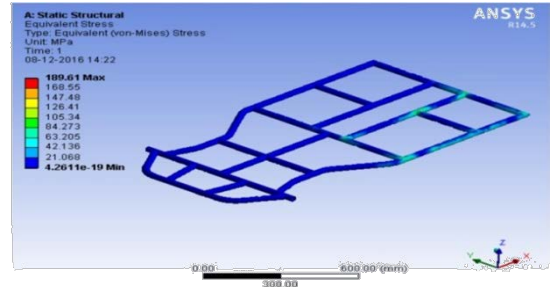 A: Static Structural
Equivalent Stress
Type: Equivalent (von-Mises) Stress
Unit: MPa
Time: 1
08-12-2016 14:22
189.61 Max
168.55
147.48
126.41
105.34
84.273
63.205
42.136
21.068
4.2611e-19 Min
ANSYS
R14.5
Z
Y
X
0.00
600.00 (mm)
300.00